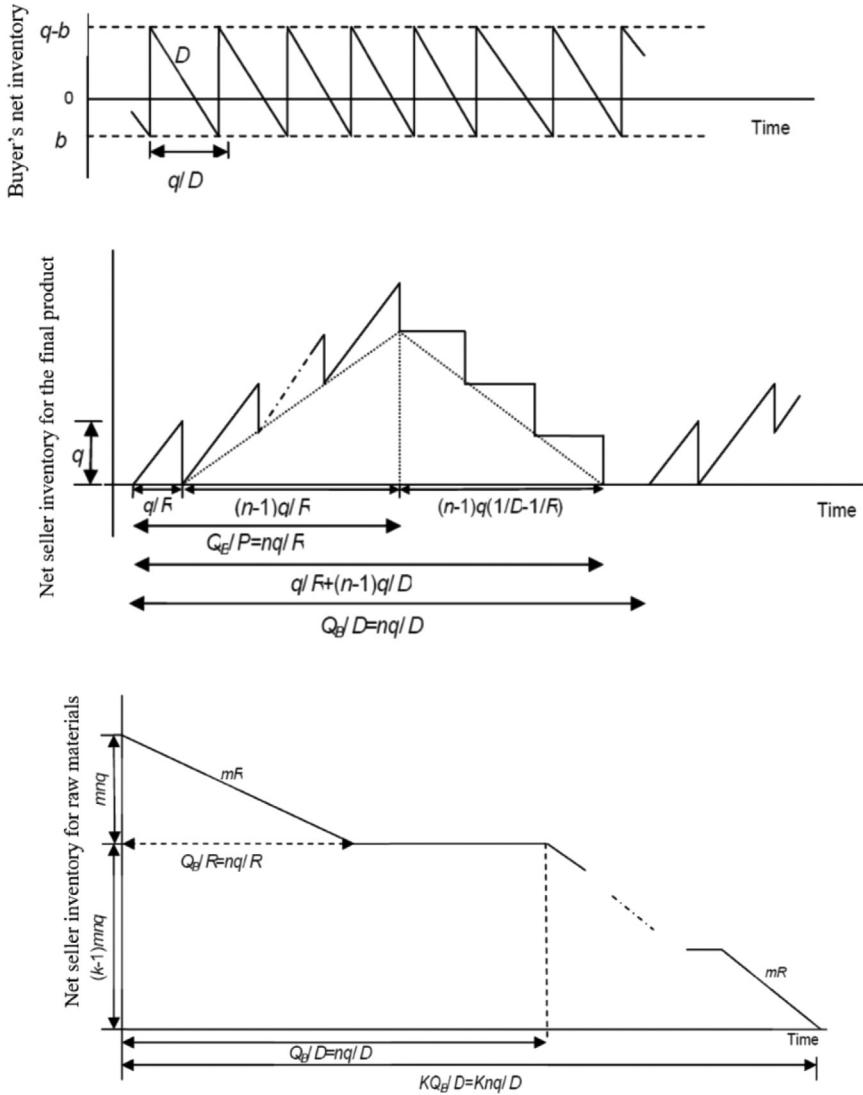 Buyer's net inventory
q-b
D
0
b
Time
q/D
Net seller inventory for the final product
q
q/R
(n-1)q/R
(n-1)q(1/D-1/R)
Time
Q_B/P=nq/R
q/R+(n-1)q/D
Q_B/D=nq/D
Net seller inventory for raw materials
mnq
mR
Q_B/R=nq/R
(k-1)mnq
mR
Time
Q_B/D=nq/D
KQ_B/D=Knq/D